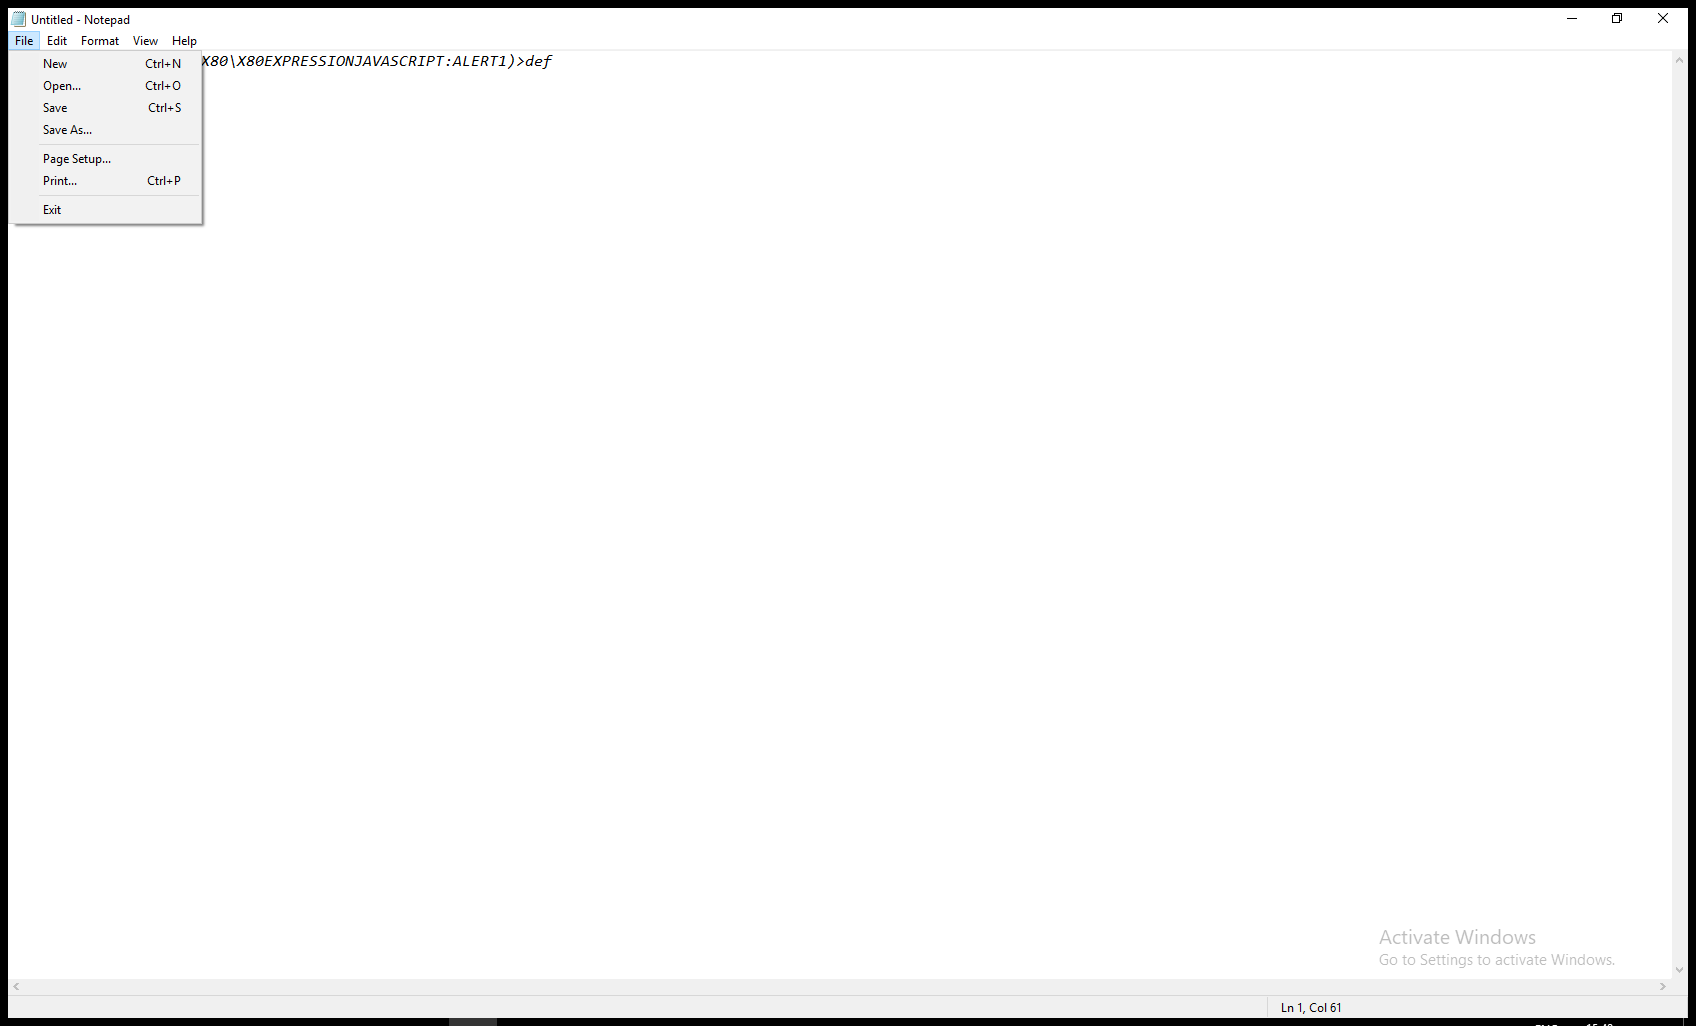 Untitled - Notepad
File Edit Format View Help
X80\X80EXPRESSIONJAVASCRIPT:ALERT1)>def
New Ctrl+N
Open... Ctrl+O
Save Ctrl+S
Save As...
Page Setup...
Print... Ctrl+P
Exit
Activate Windows
Go to Settings to activate Windows.
Ln 1, Col 61